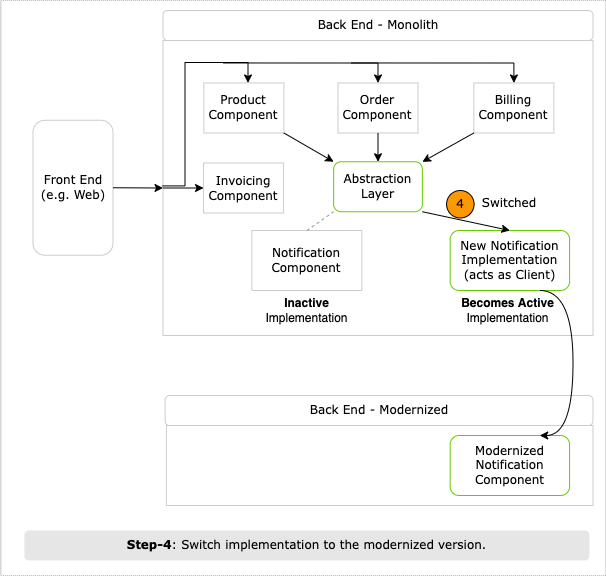 Back End - Monolith
Product
Component
Order
Component
Billing
Component
Front End
(e.g. Web)
Invoicing
Component
Abstraction
Layer
4
Switched
Notification
Component
New Notification
Implementation
(acts as Client)
Inactive
Implementation
Becomes Active
Implementation
Back End - Modernized
Modernized
Notification
Component
Step-4: Switch implementation to the modernized version.